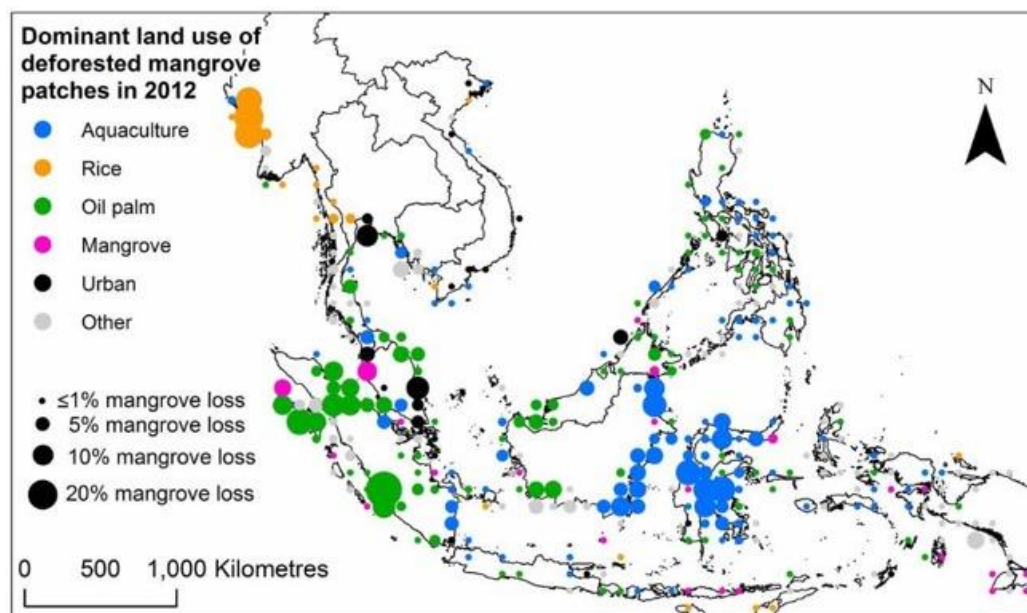 Dominant land use of
deforested mangrove
patches in 2012
Aquaculture
Rice
Oil palm
Mangrove
Urban
Other
≤1% mangrove loss
5% mangrove loss
10% mangrove loss
20% mangrove loss
0 500 1,000 Kilometres
N